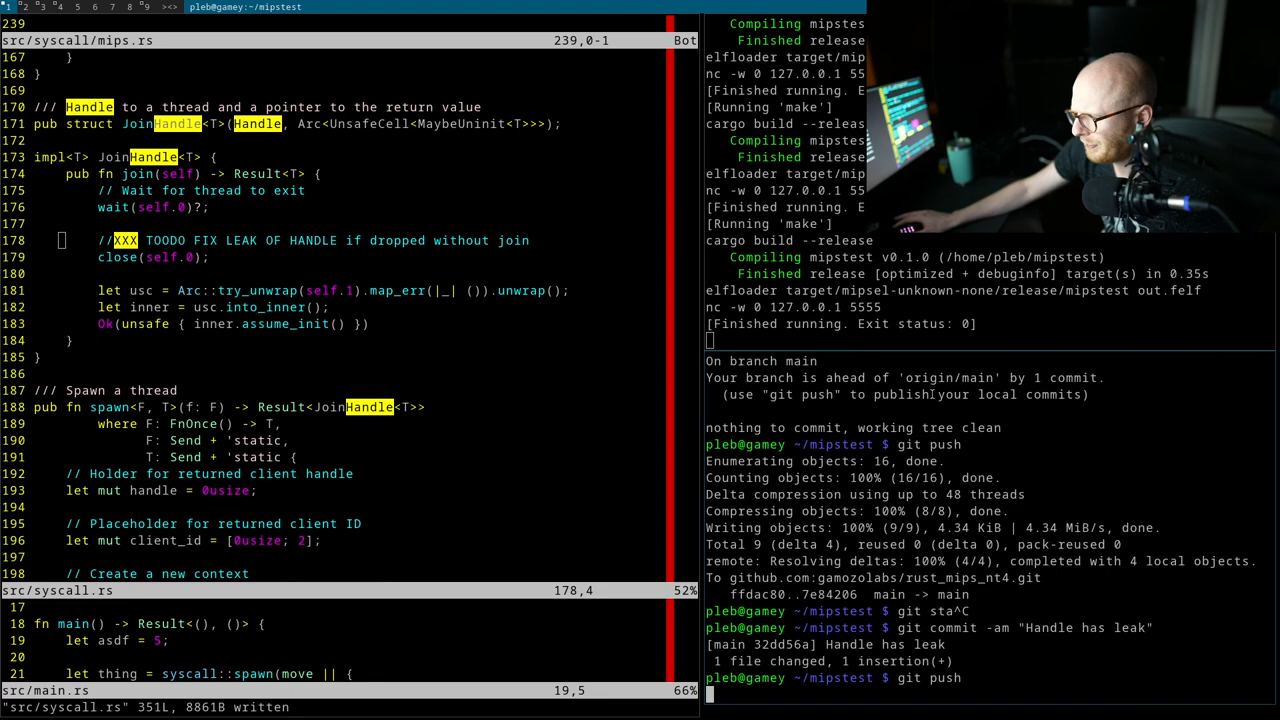 1 2 3 4 5 6 7 8 9 ><> pleb@gamey:~/mipstest
239
src/syscall/mips.rs 239,0-1 Bot
167 }
168 }
169
170 /// Handle to a thread and a pointer to the return value
171 pub struct JoinHandle<T>(Handle, Arc<UnsafeCell<MaybeUninit<T>>>);
172
173 impl<T> JoinHandle<T> {
174 pub fn join(self) -> Result<T> {
175 // Wait for thread to exit
176 wait(self.0)?;
177
178 //XXX TOODO FIX LEAK OF HANDLE if dropped without join
179 close(self.0);
180
181 let usc = Arc::try_unwrap(self.1).map_err(|_| ()).unwrap();
182 let inner = usc.into_inner();
183 Ok(unsafe { inner.assume_init() })
184 }
185 }
186
187 /// Spawn a thread
188 pub fn spawn<F, T>(f: F) -> Result<JoinHandle<T>>
189 where F: FnOnce() -> T,
190 F: Send + 'static,
191 T: Send + 'static {
192 // Holder for returned client handle
193 let mut handle = 0usize;
194
195 // Placeholder for returned client ID
196 let mut client_id = [0usize; 2];
197
198 // Create a new context
src/syscall.rs 178,4 52%
17
18 fn main() -> Result<(), ()> {
19 let asdf = 5;
20
21 let thing = syscall::spawn(move || {
src/main.rs 19,5 66%
"src/syscall.rs" 351L, 8861B written
Compiling mipstes
Finished release
elfloader target/mip
nc -w 0 127.0.0.1 55
[Finished running. E
[Running 'make']
cargo build --releas
Compiling mipstes
Finished release
elfloader target/mip
nc -w 0 127.0.0.1 55
[Finished running. E
[Running 'make']
cargo build --release
Compiling mipstest v0.1.0 (/home/pleb/mipstest)
Finished release [optimized + debuginfo] target(s) in 0.35s
elfloader target/mipsel-unknown-none/release/mipstest out.felf
nc -w 0 127.0.0.1 5555
[Finished running. Exit status: 0]
On branch main
Your branch is ahead of 'origin/main' by 1 commit.
(use "git push" to publish your local commits)
nothing to commit, working tree clean
pleb@gamey ~/mipstest $ git push
Enumerating objects: 16, done.
Counting objects: 100% (16/16), done.
Delta compression using up to 48 threads
Compressing objects: 100% (8/8), done.
Writing objects: 100% (9/9), 4.34 KiB | 4.34 MiB/s, done.
Total 9 (delta 4), reused 0 (delta 0), pack-reused 0
remote: Resolving deltas: 100% (4/4), completed with 4 local objects.
To github.com:gamozolabs/rust_mips_nt4.git
ffdac80..7e84206 main -> main
pleb@gamey ~/mipstest $ git sta^C
pleb@gamey ~/mipstest $ git commit -am "Handle has leak"
[main 32dd56a] Handle has leak
1 file changed, 1 insertion(+)
pleb@gamey ~/mipstest $ git push